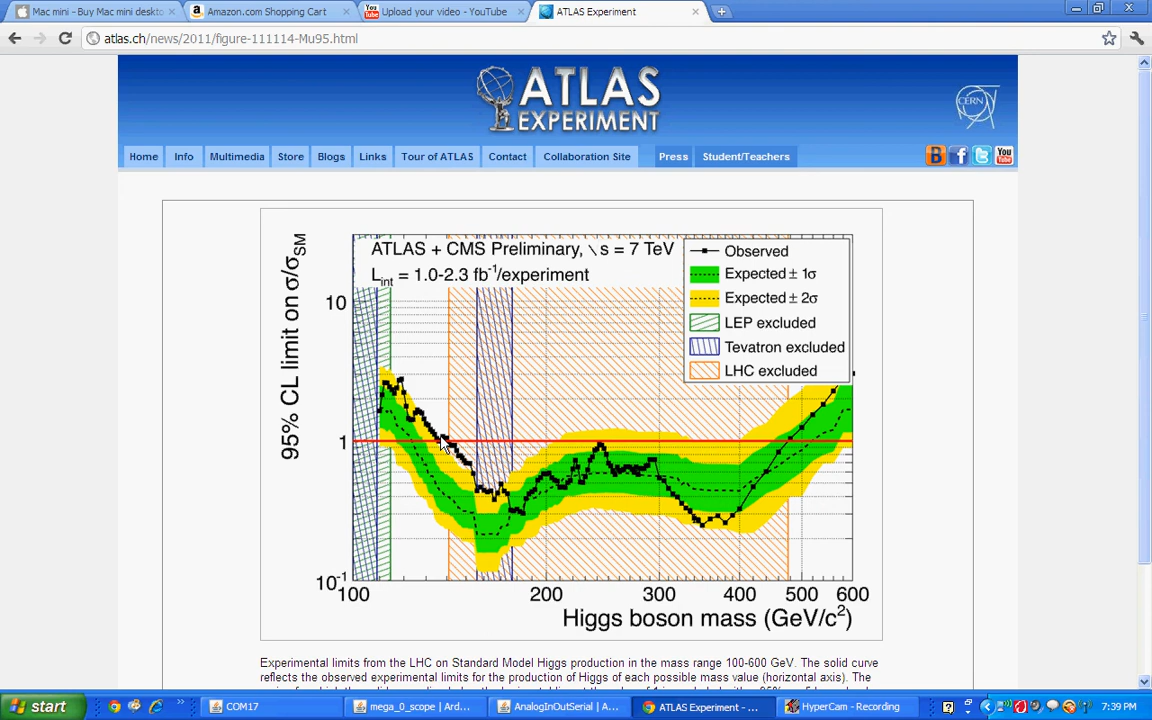 Mac mini - Buy Mac mini deskto
Amazon.com Shopping Cart
Upload your video - YouTube
ATLAS Experiment
atlas.ch/news/2011/figure-111114-Mu95.html
ATLAS
EXPERIMENT
CERN
Home Info Multimedia Store Blogs Links Tour of ATLAS Contact Collaboration Site Press Student/Teachers
B f t You Tube
ATLAS + CMS Preliminary, \ s = 7 TeV
Lint = 1.0-2.3 fb-1/experiment
Observed
Expected ± 1σ
Expected ± 2σ
LEP excluded
Tevatron excluded
LHC excluded
95% CL limit on σ/σSM
10
1
10-1
100 200 300 400 500 600
Higgs boson mass (GeV/c2)
Experimental limits from the LHC on Standard Model Higgs production in the mass range 100-600 GeV. The solid curve
reflects the observed experimental limits for the production of Higgs of each possible mass value (horizontal axis). The
start
COM17
mega_0_scope | Ard...
AnalogInOutSerial | A...
ATLAS Experiment - ...
HyperCam - Recording
7:39 PM